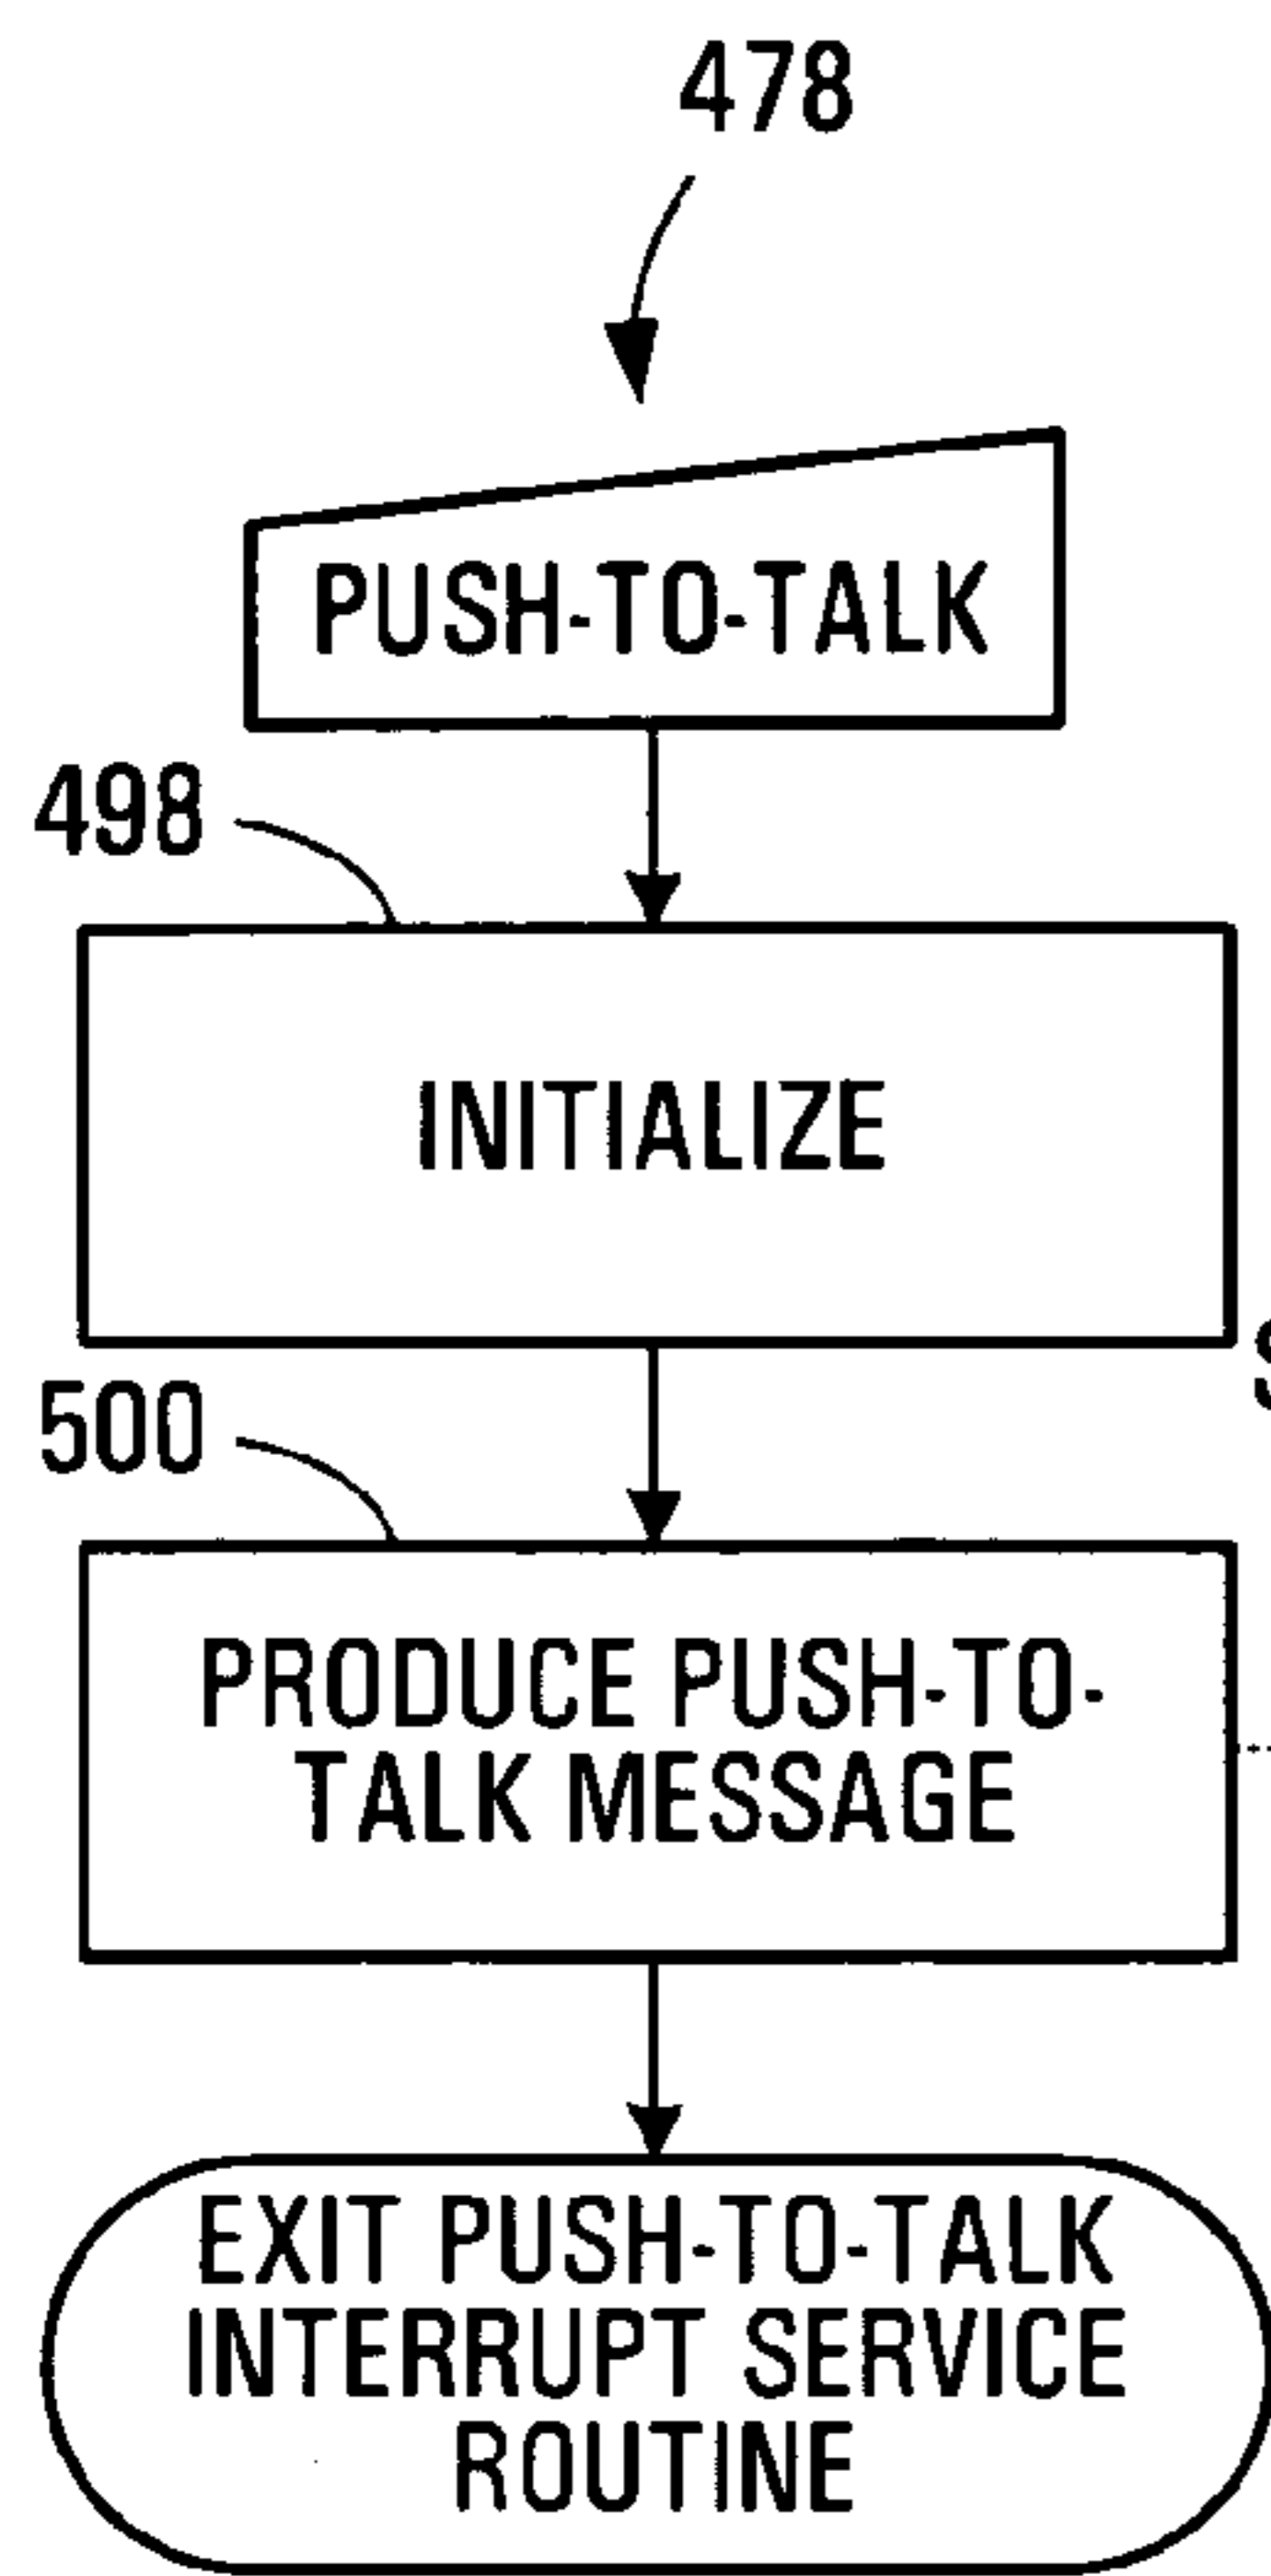 478
PUSH-TO-TALK
498
INITIALIZE
500
PRODUCE PUSH-TO-
TALK MESSAGE
EXIT PUSH-TO-TALK
INTERRUPT SERVICE
ROUTINE